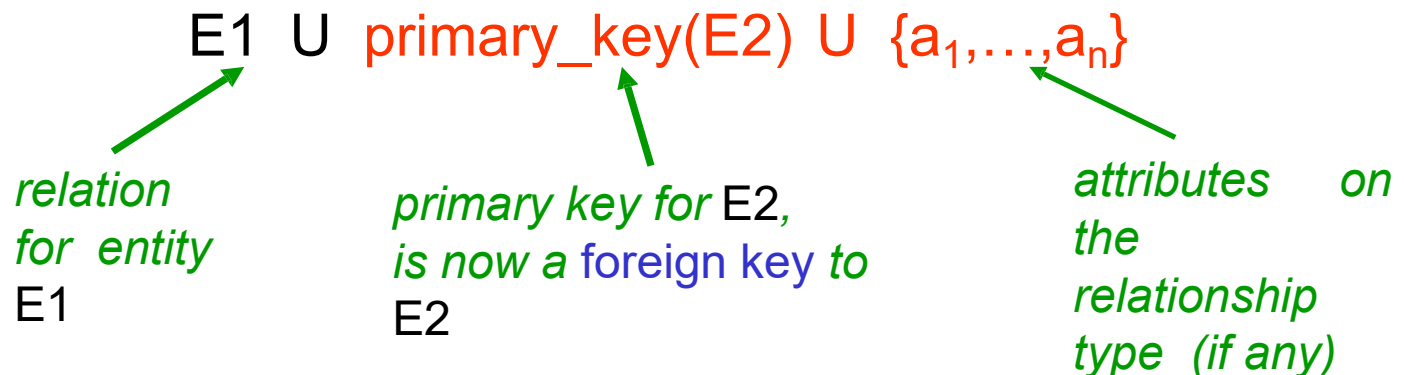 E1 U primary_key(E2) U {a₁,…,aₙ}
relation
for entity
E1
primary key for E2,
is now a foreign key to
E2
attributes on
the
relationship
type (if any)